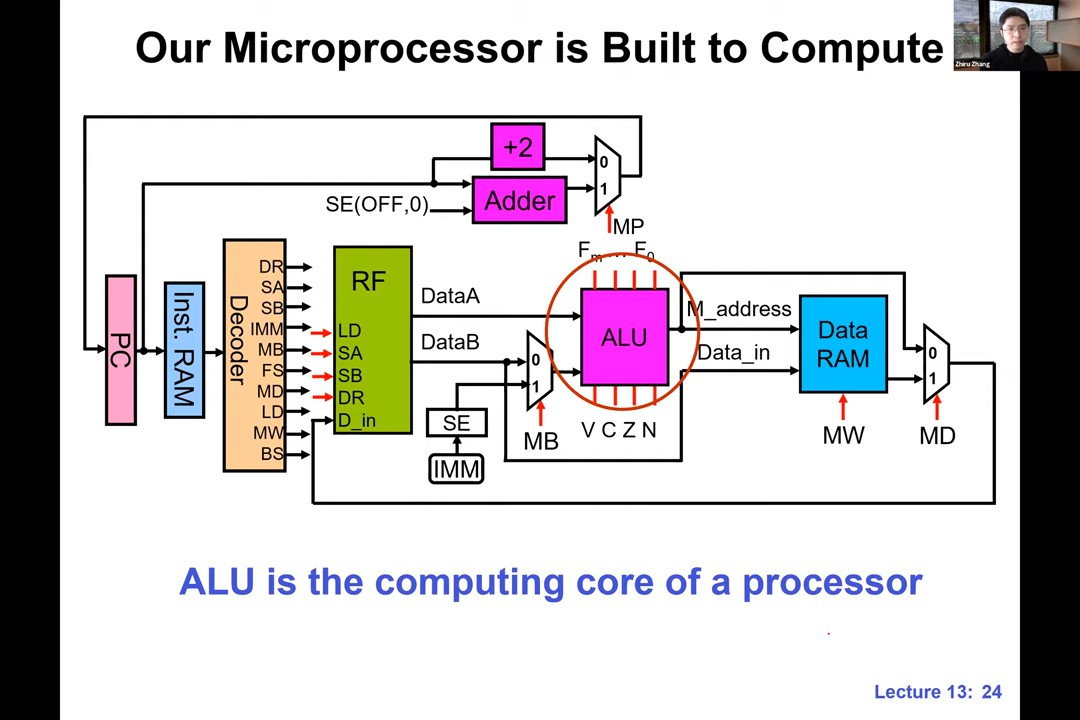 Our Microprocessor is Built to Compute
Zhiru Zhang
+2
0
1
Adder
SE(OFF,0)
MP
Fm ... F0
PC
Inst. RAM
Decoder
DR
SA
SB
IMM
MB
FS
MD
LD
MW
BS
RF
LD
SA
SB
DR
D_in
DataA
DataB
0
1
SE
IMM
MB
ALU
V C Z N
M_address
Data_in
Data
RAM
MW
0
1
MD
ALU is the computing core of a processor
Lecture 13: 24